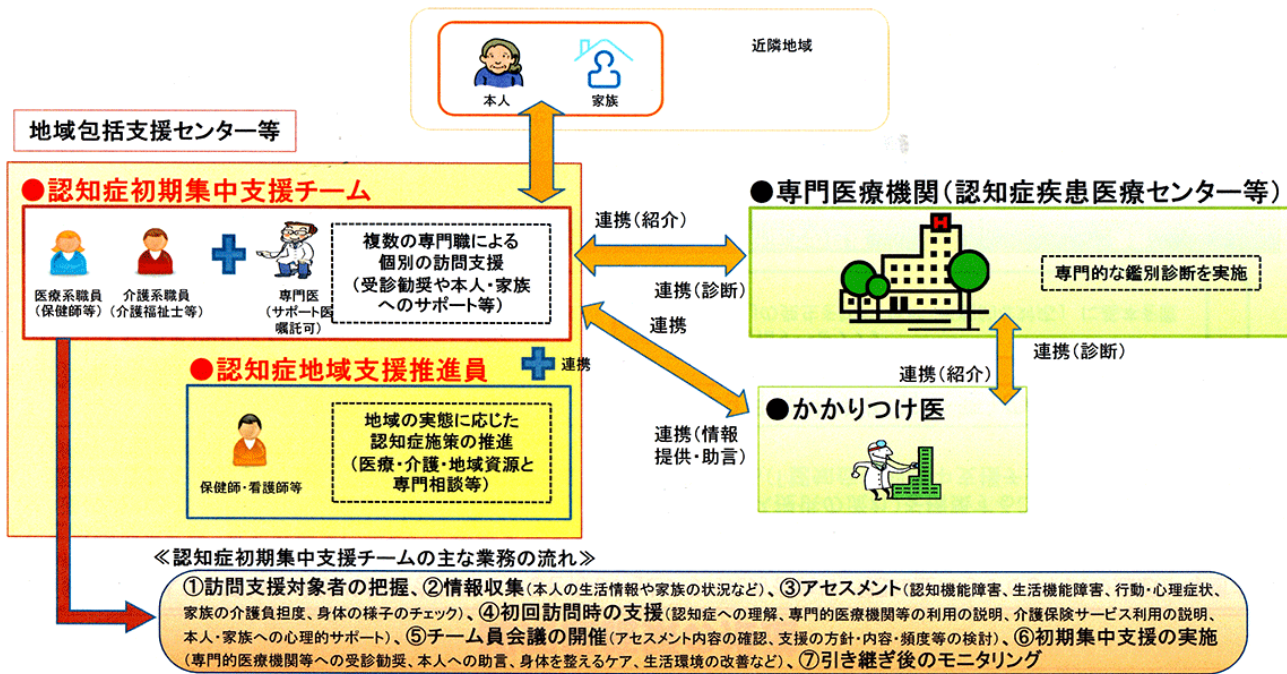 近隣地域
本人
家族
地域包括支援センター等
●認知症初期集中支援チーム
医療系職員
(保健師等)
介護系職員
(介護福祉士等)
専門医
(サポート医
嘱託可)
複数の専門職による
個別の訪問支援
(受診勧奨や本人・家族
へのサポート等)
●認知症地域支援推進員
連携
保健師・看護師等
地域の実態に応じた
認知症施策の推進
(医療・介護・地域資源と
専門相談等)
連携(紹介)
連携(診断)
連携
連携(情報
提供・助言)
●専門医療機関(認知症疾患医療センター等)
H
専門的な鑑別診断を実施
連携(診断)
連携(紹介)
●かかりつけ医
≪認知症初期集中支援チームの主な業務の流れ≫
①訪問支援対象者の把握、②情報収集(本人の生活情報や家族の状況など)、③アセスメント(認知機能障害、生活機能障害、行動・心理症状、
家族の介護負担度、身体の様子のチェック)、④初回訪問時の支援(認知症への理解、専門的医療機関等の利用の説明、介護保険サービス利用の説明、
本人・家族への心理的サポート)、⑤チーム員会議の開催(アセスメント内容の確認、支援の方針・内容・頻度等の検討)、⑥初期集中支援の実施
(専門的医療機関等への受診勧奨、本人への助言、身体を整えるケア、生活環境の改善など)、⑦引き継ぎ後のモニタリング